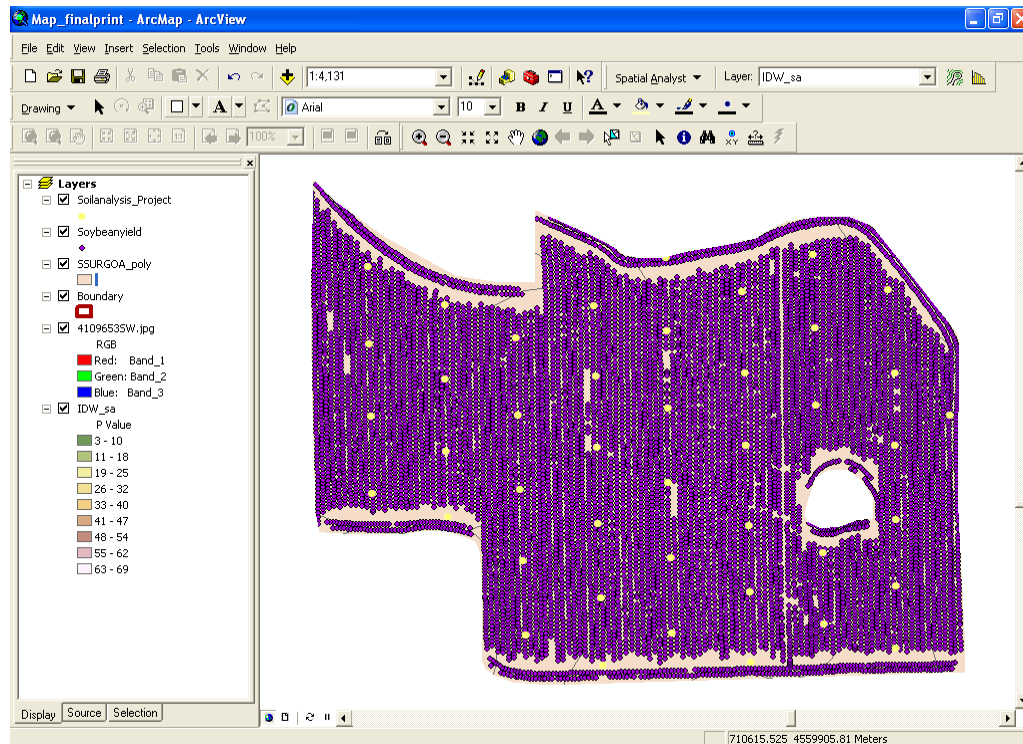 Map_finalprint - ArcMap - ArcView
File Edit View Insert Selection Tools Window Help
1:4,131 Spatial Analyst Layer: IDW_sa
Drawing A Arial 10 B I U A
100%
Layers
Soilanalysis_Project
Soybeanyield
SSURGOA_poly
Boundary
4109653SW.jpg
RGB
Red: Band_1
Green: Band_2
Blue: Band_3
IDW_sa
P Value
3 - 10
11 - 18
19 - 25
26 - 32
33 - 40
41 - 47
48 - 54
55 - 62
63 - 69
Display Source Selection
710615.525 4559905.81 Meters